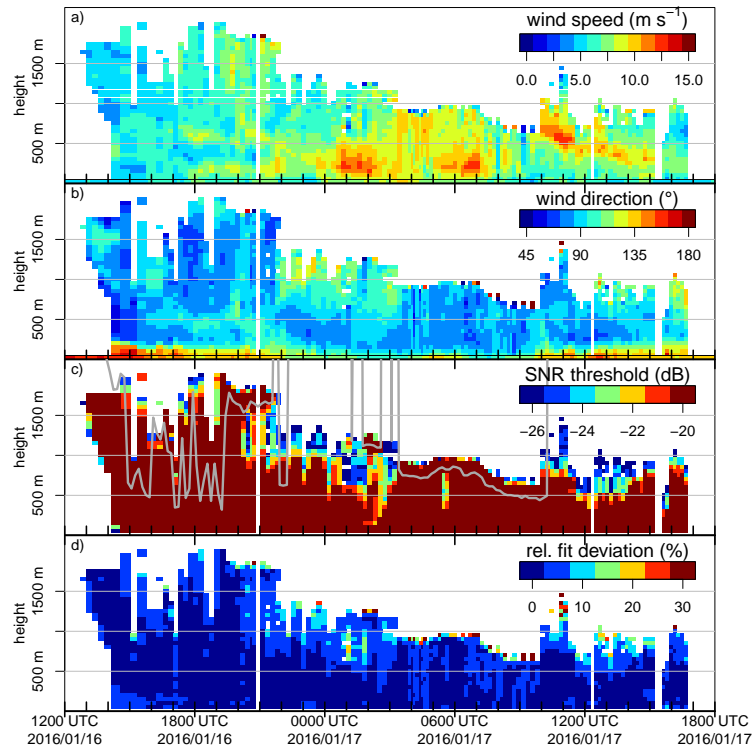 a)
wind speed (m s⁻¹)
0.0 5.0 10.0 15.0
height
500 m 1500 m
b)
wind direction (°)
45 90 135 180
height
500 m 1500 m
c)
SNR threshold (dB)
−26 −24 −22 −20
height
500 m 1500 m
d)
rel. fit deviation (%)
0 10 20 30
height
500 m 1500 m
1200 UTC 1800 UTC 0000 UTC 0600 UTC 1200 UTC 1800 UTC
2016/01/16 2016/01/16 2016/01/17 2016/01/17 2016/01/17 2016/01/17